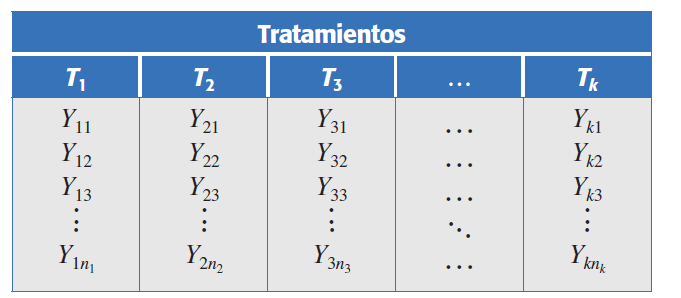 Tratamientos
T₁ T₂ T₃ … Tₖ
Y₁₁ Y₂₁ Y₃₁ … Yₖ₁
Y₁₂ Y₂₂ Y₃₂ … Yₖ₂
Y₁₃ Y₂₃ Y₃₃ … Yₖ₃
⋮ ⋮ ⋮ ⋱ ⋮
Y₁ₙ₁ Y₂ₙ₂ Y₃ₙ₃ … Yₖₙₖ